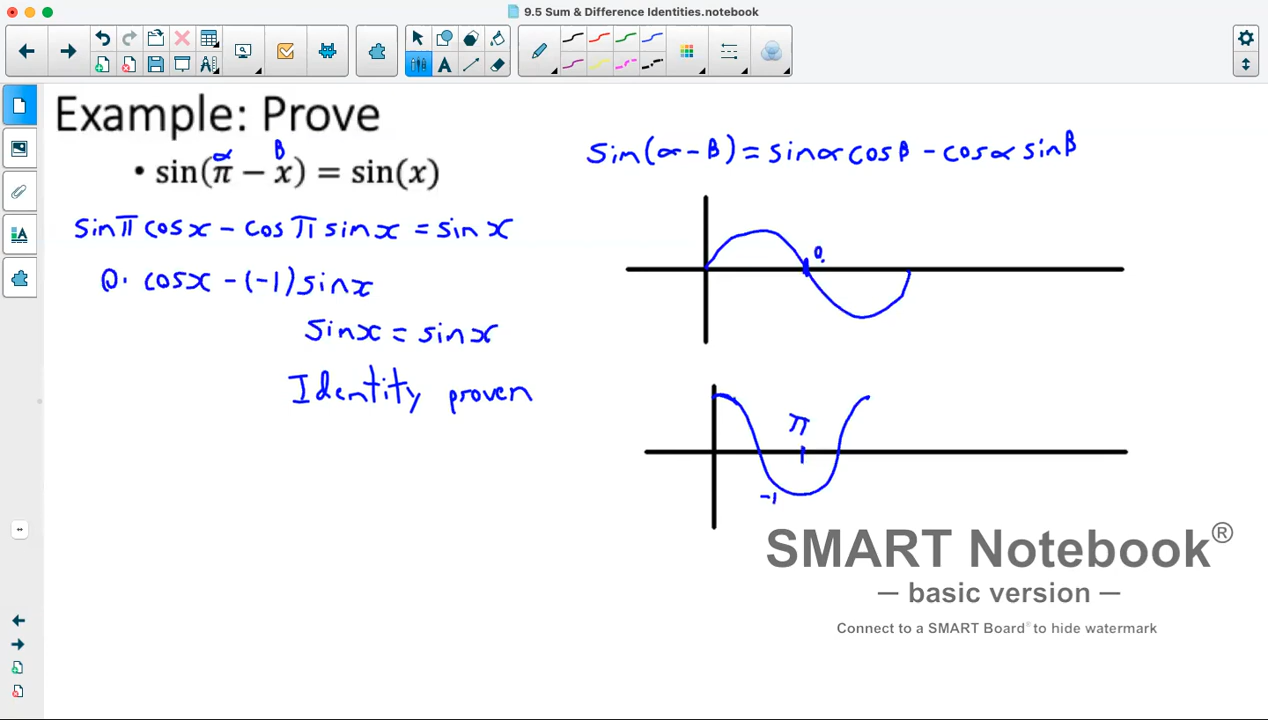 9.5 Sum & Difference Identities.notebook
Example: Prove
α β
• sin(π − x) = sin(x)
sin(α − β) = sinα cosβ − cosα sinβ
sinπ cosx − cosπ sinx = sinx
0 · cosx − (−1) sinx
sinx = sinx
Identity proven
0
π
−1
SMART Notebook®
— basic version —
Connect to a SMART Board® to hide watermark